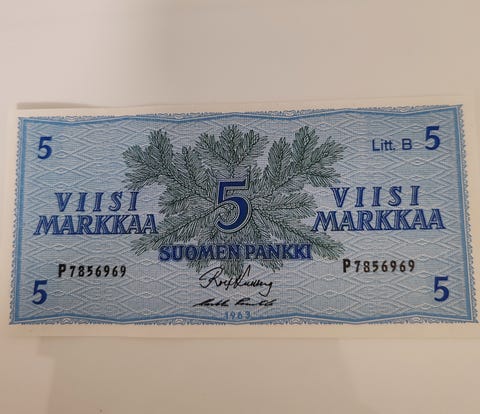 5 Litt. B 5
VIISI MARKKAA
5
VIISI MARKKAA
SUOMEN PANKKI
P7856969 P7856969
5 5
1963